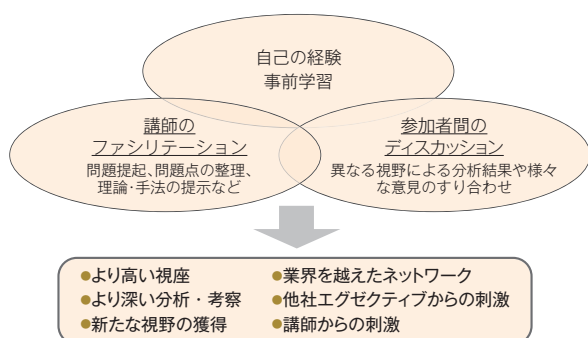 自己の経験
事前学習
講師の
ファシリテーション
問題提起、問題点の整理、
理論・手法の提示など
参加者間の
ディスカッション
異なる視野による分析結果や様々
な意見のすり合わせ
●より高い視座
●より深い分析・考察
●新たな視野の獲得
●業界を越えたネットワーク
●他社エグゼクティブからの刺激
●講師からの刺激